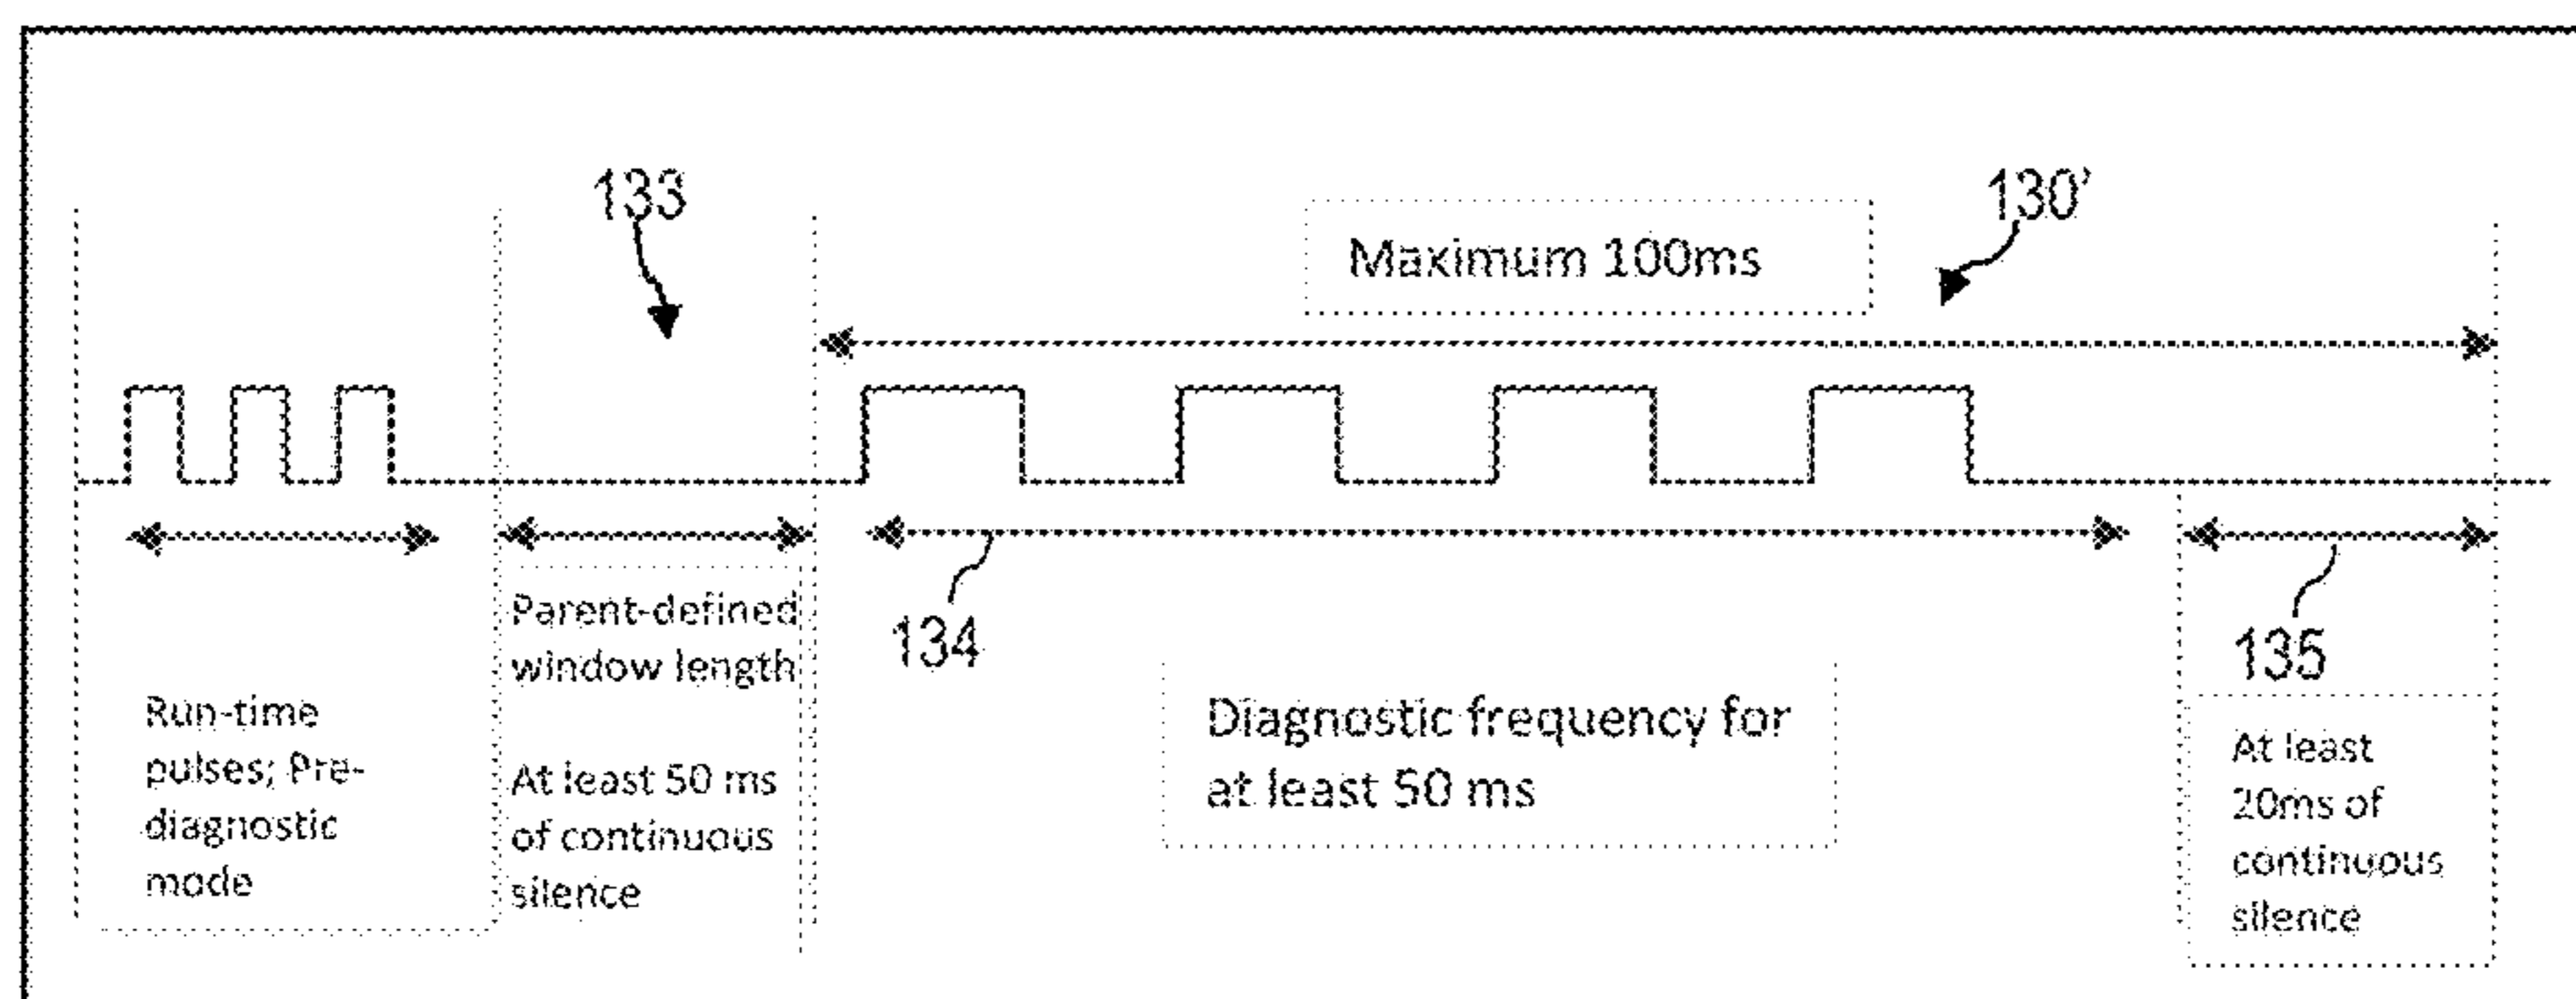 133
130'
Maximum 100ms
Parent-defined
window length
At least 50 ms
of continuous
silence
134
135
Run-time
pulses; Pre-
diagnostic
mode
Diagnostic frequency for
at least 50 ms
At least
20ms of
continuous
silence